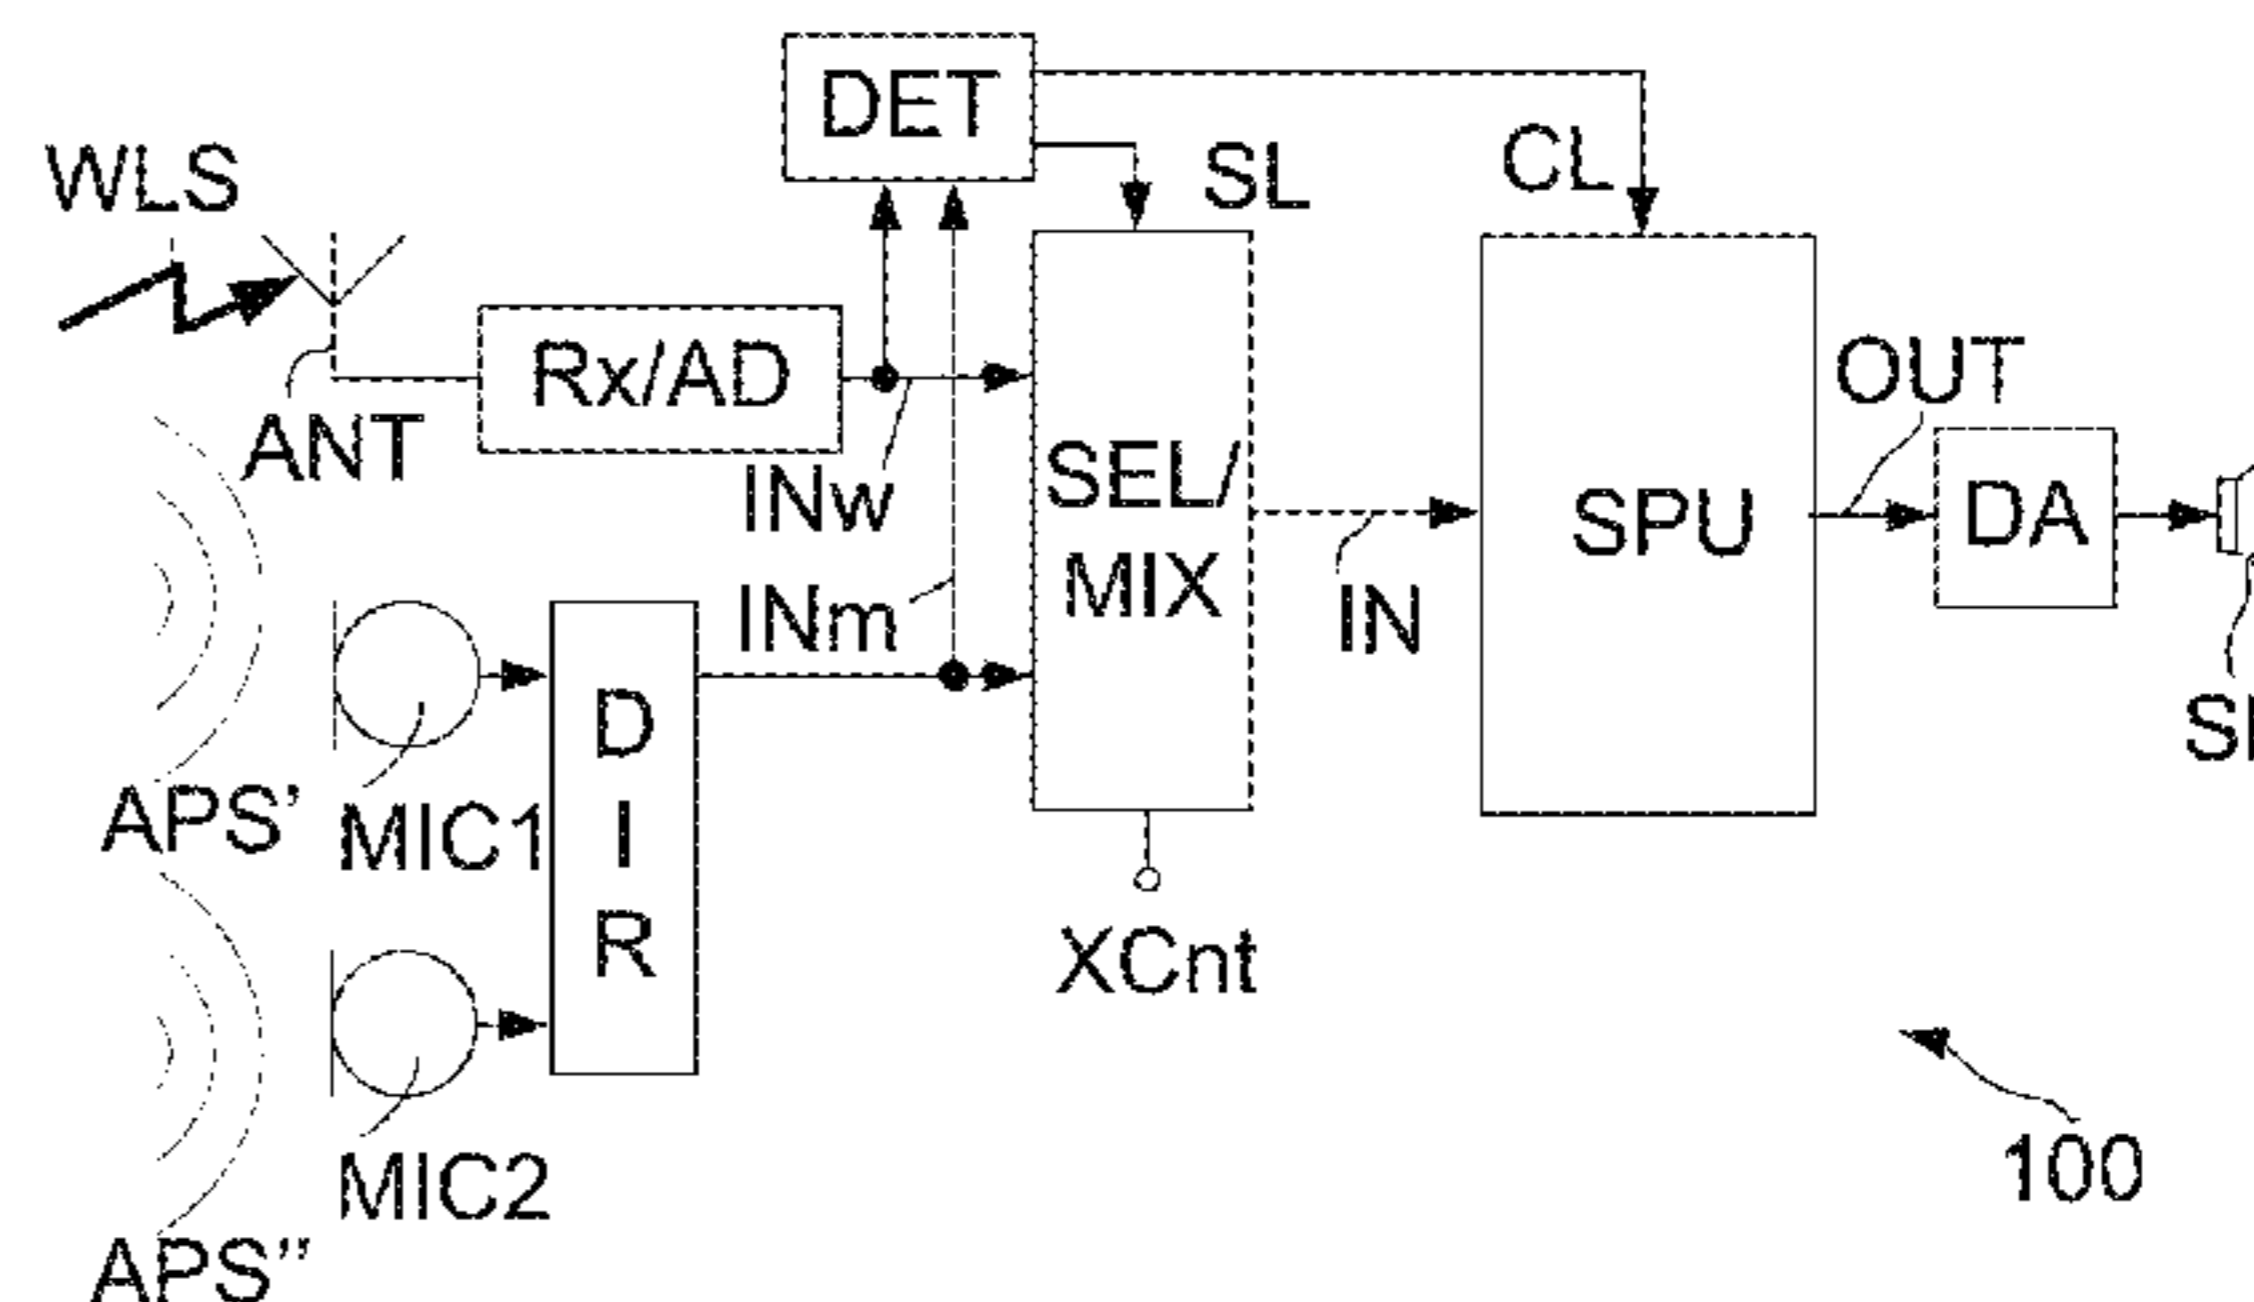 DET
WLS
SL
CL
Rx/AD
OUT
ANT
INw
SEL/
MIX
SPU
DA
INm
IN
D
I
R
APS’
MIC1
XCnt
MIC2
100
APS”